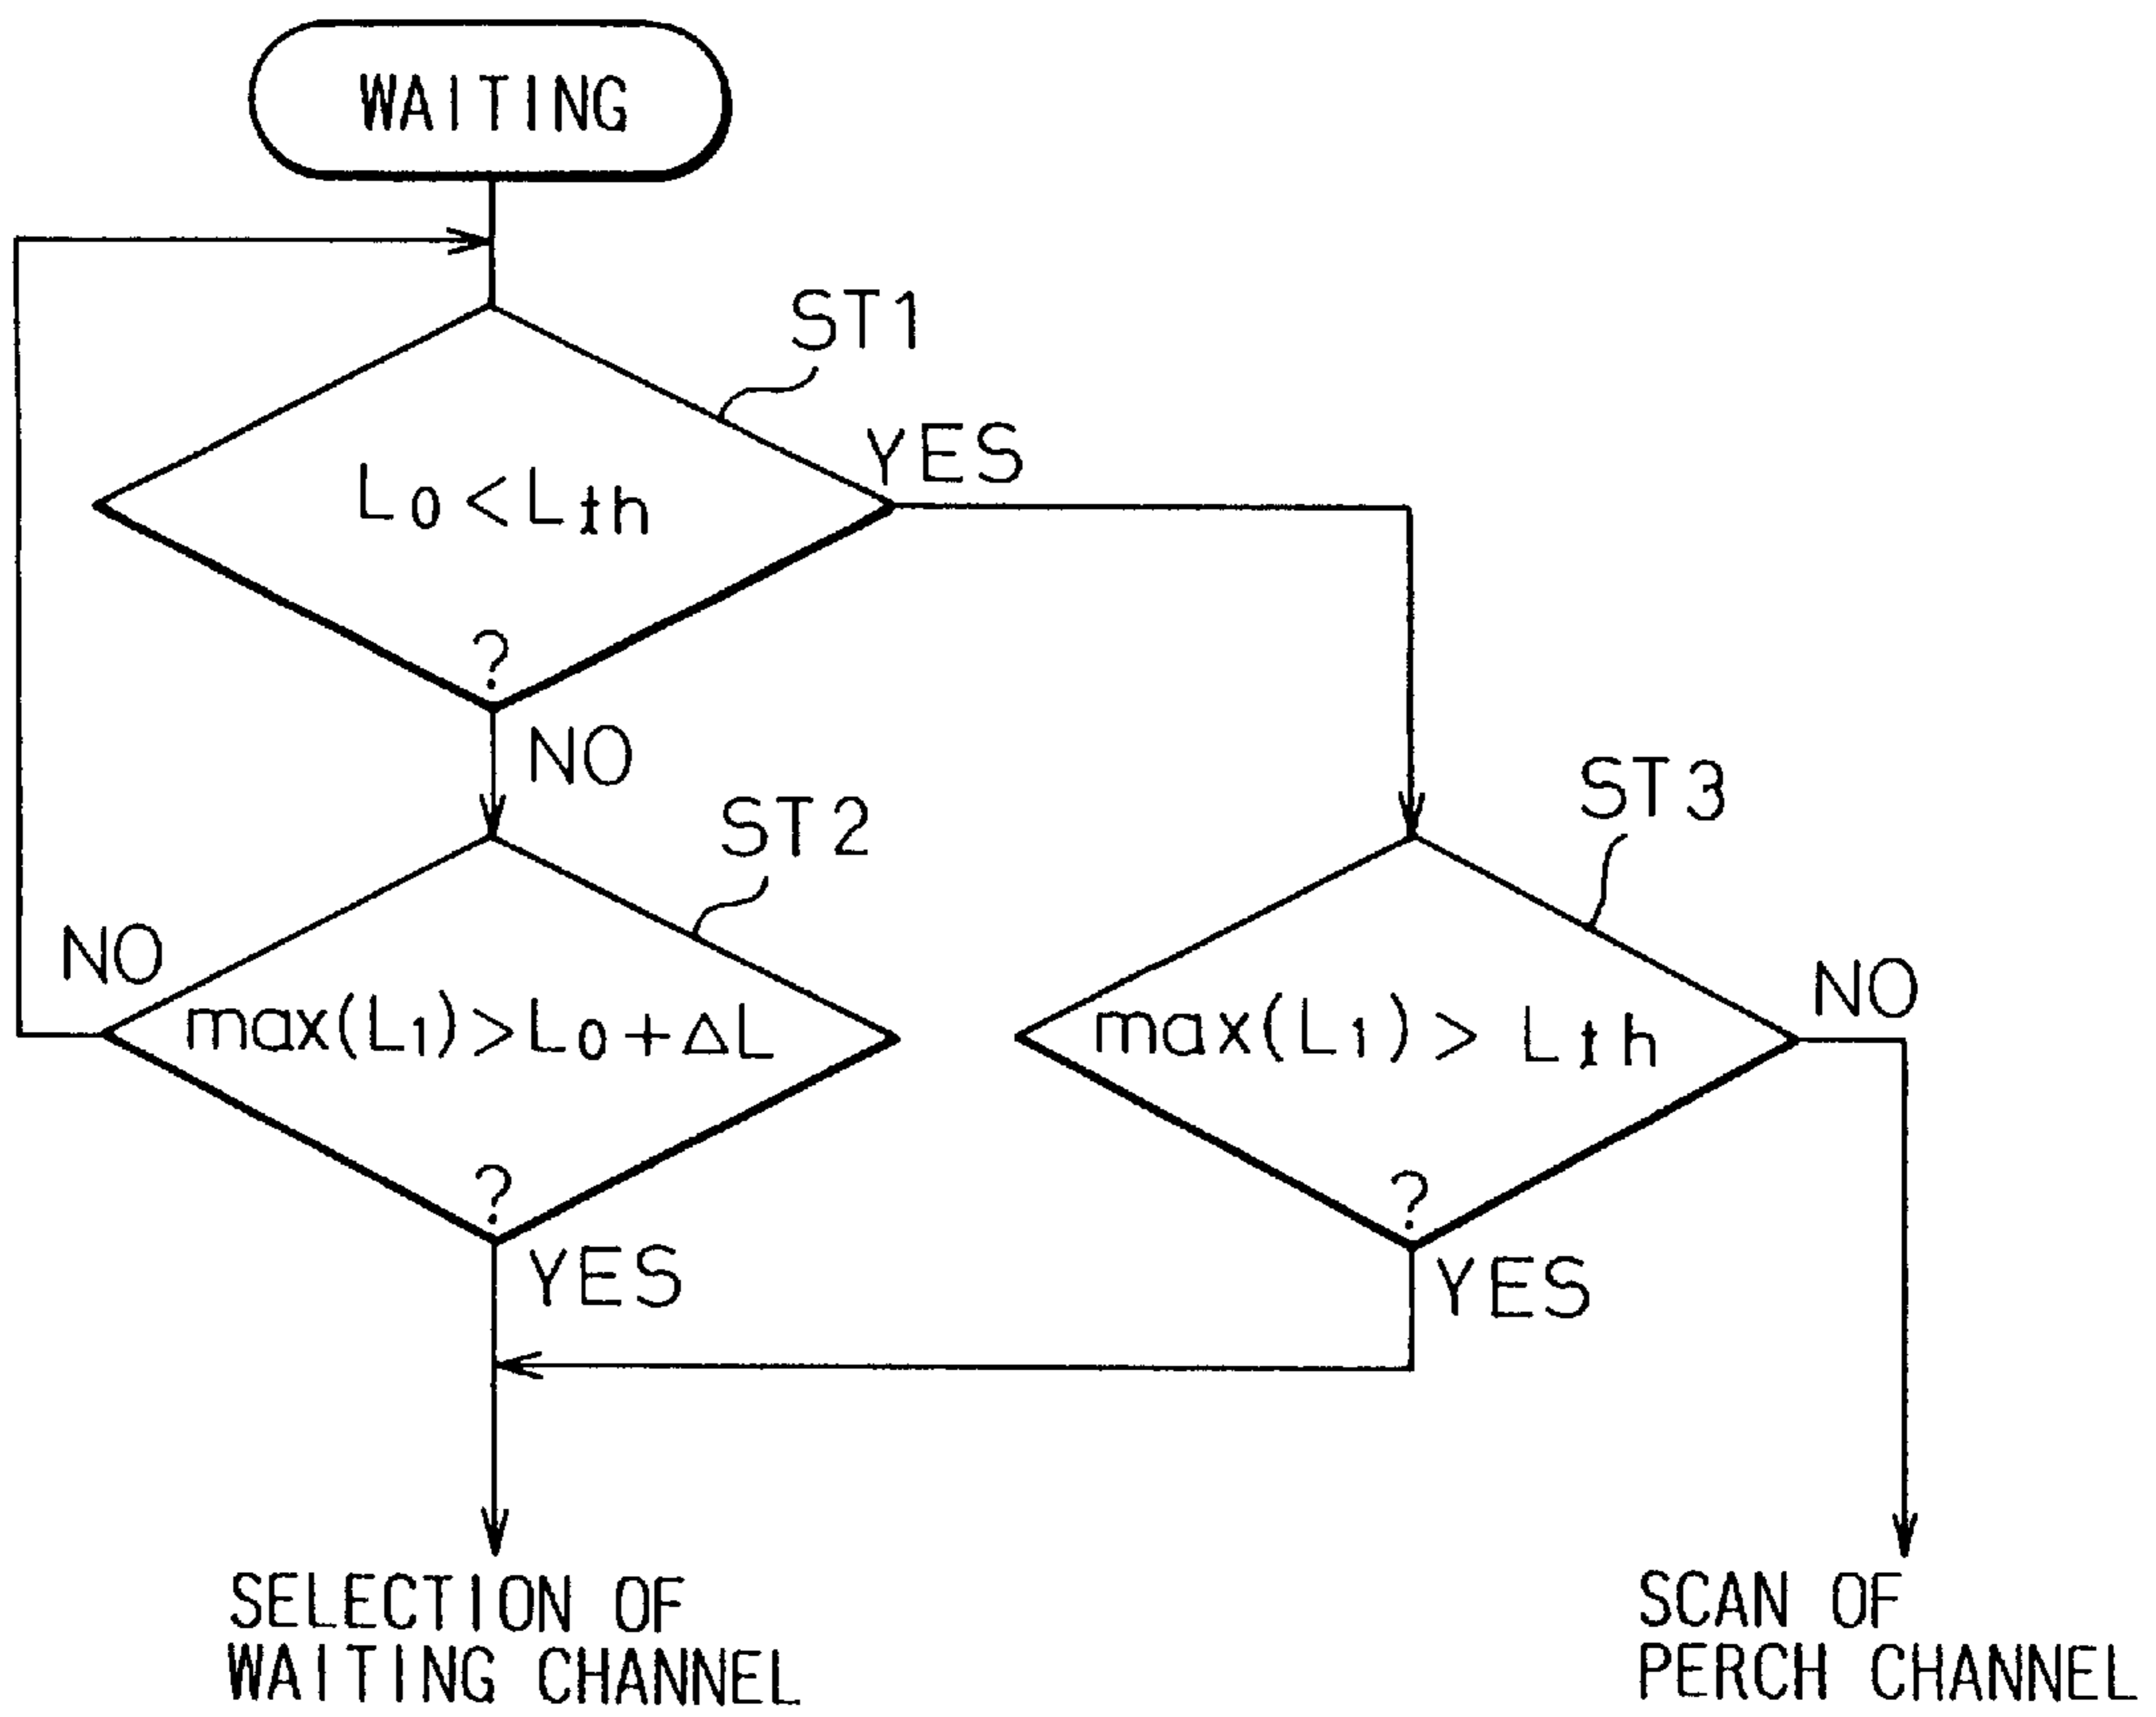 WAITING
ST1
YES
L0 < Lth
?
NO
ST2
ST3
NO
max(L1) > L0 + ΔL
?
YES
max(L1) > Lth
NO
?
YES
SELECTION OF
WAITING CHANNEL
SCAN OF
PERCH CHANNEL